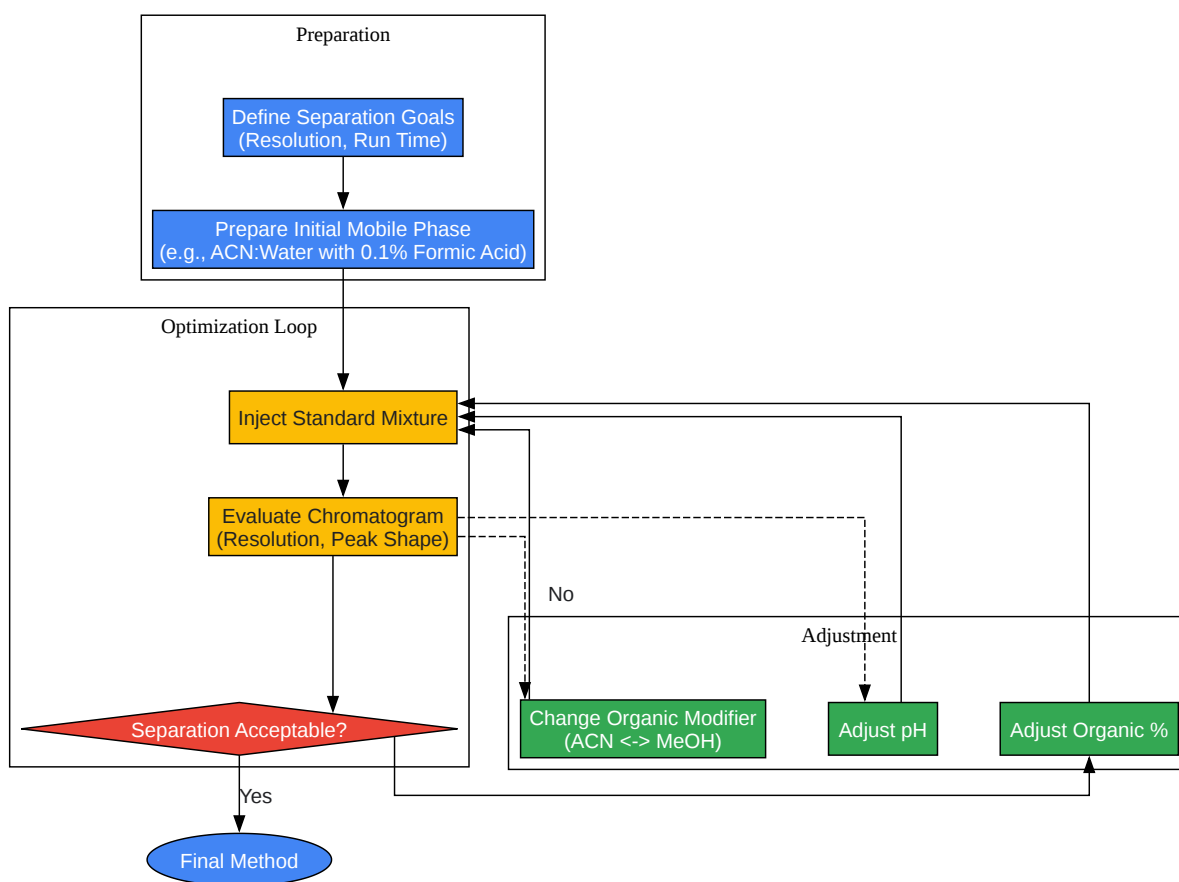 Preparation
Define Separation Goals
(Resolution, Run Time)
Prepare Initial Mobile Phase
(e.g., ACN:Water with 0.1% Formic Acid)
Optimization Loop
Inject Standard Mixture
Evaluate Chromatogram
(Resolution, Peak Shape)
No
Adjustment
Separation Acceptable?
Change Organic Modifier
(ACN <-> MeOH)
Adjust pH
Adjust Organic %
Yes
Final Method